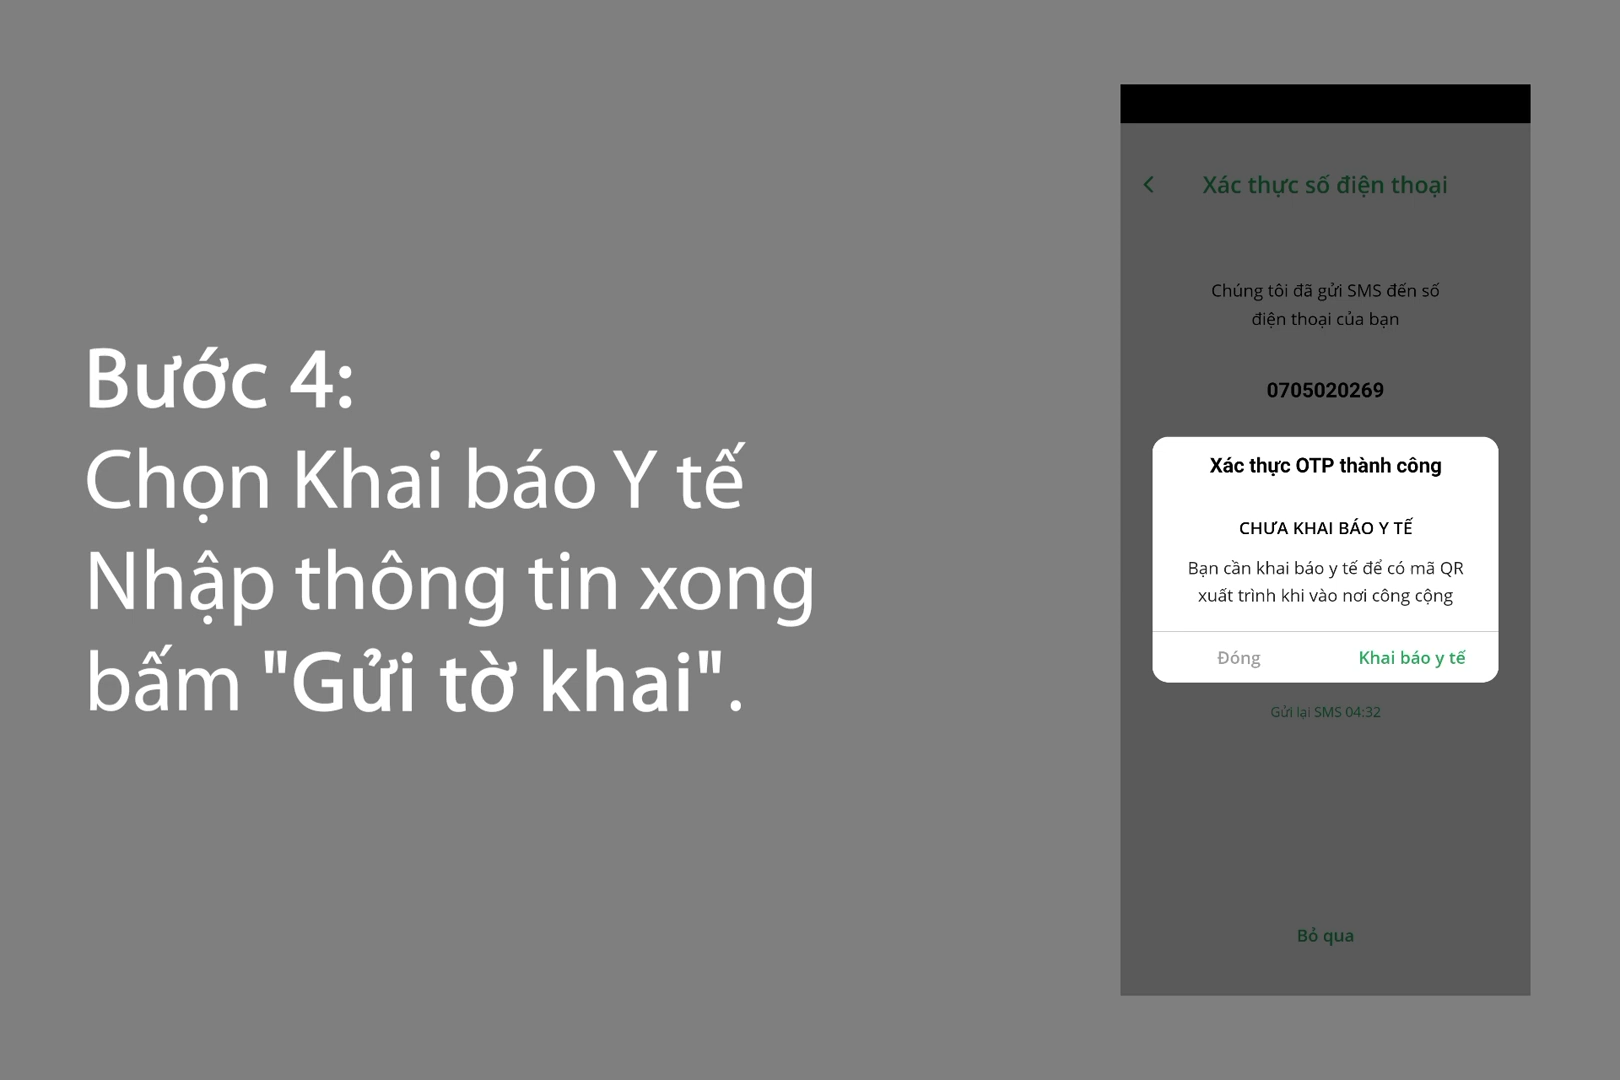 Bước 4:
Chọn Khai báo Y tế
Nhập thông tin xong
bấm "Gửi tờ khai".
Xác thực số điện thoại
Chúng tôi đã gửi SMS đến số
điện thoại của bạn
0705020269
Xác thực OTP thành công
CHƯA KHAI BÁO Y TẾ
Bạn cần khai báo y tế để có mã QR
xuất trình khi vào nơi công cộng
Đóng Khai báo y tế
Gửi lại SMS 04:32
Bỏ qua